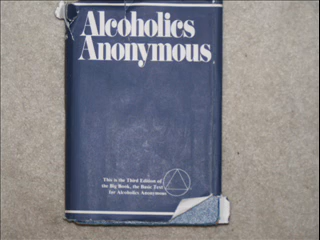 Alcoholics
Anonymous
This is the Third Edition of
the Big Book, the Basic Text
for Alcoholics Anonymous